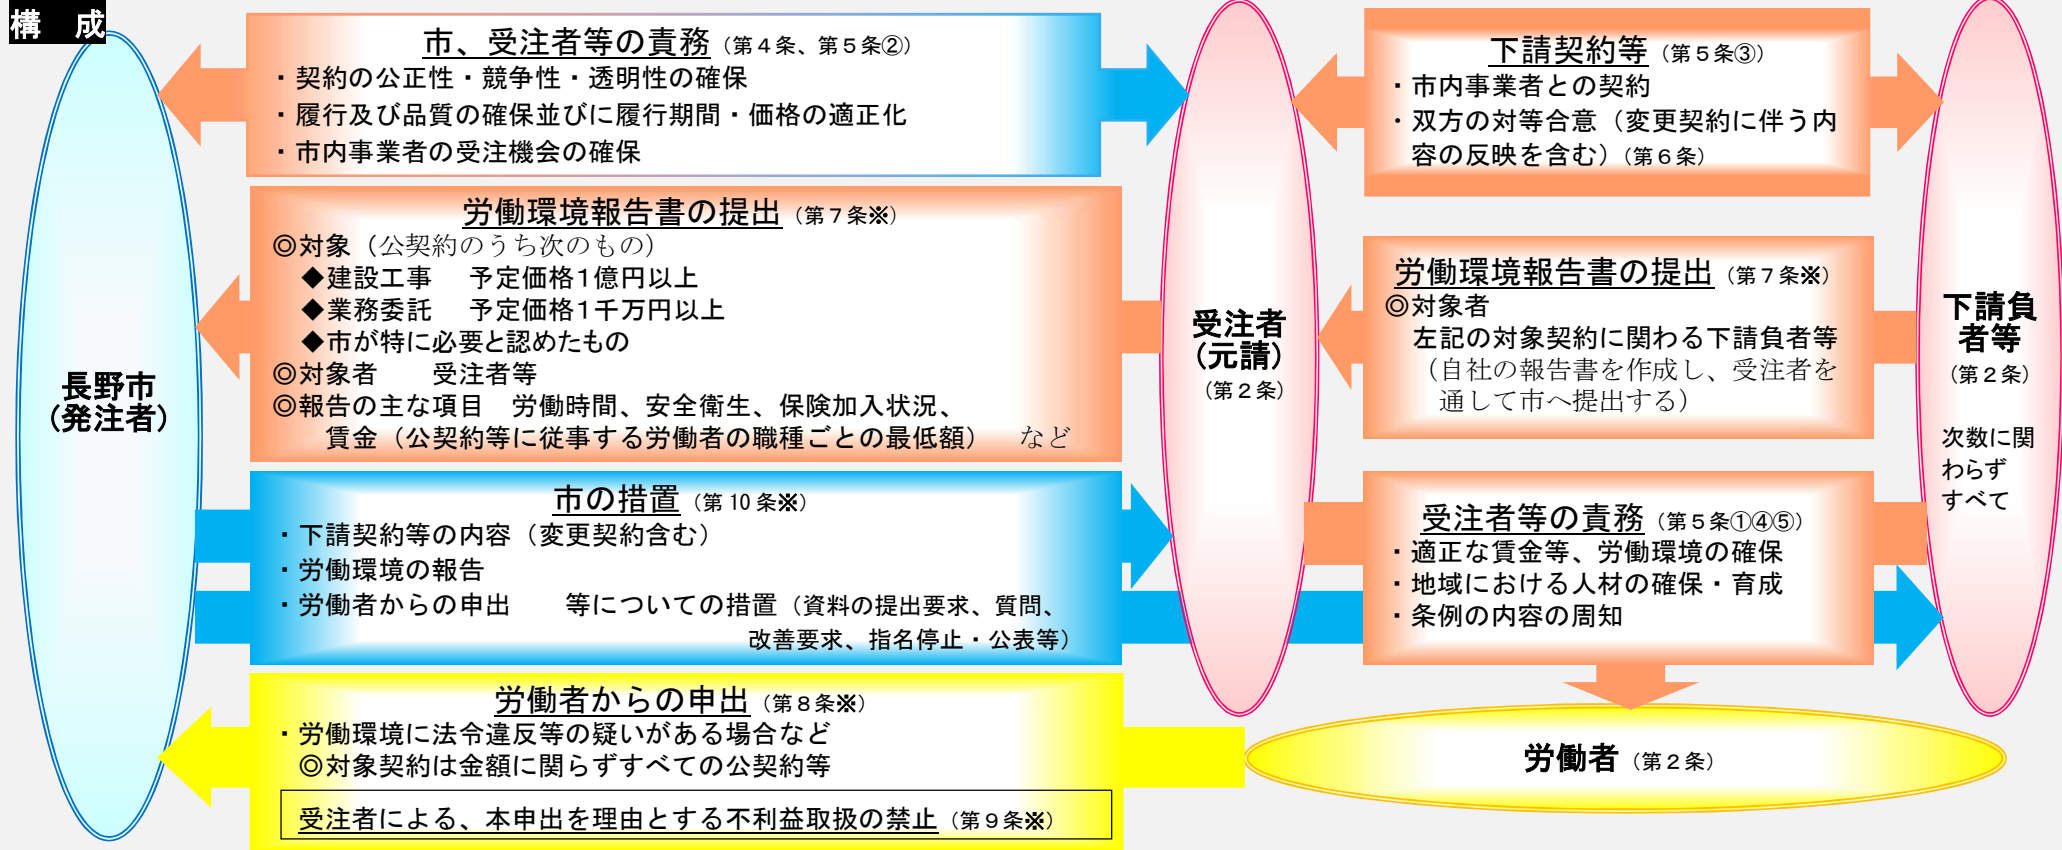 構　成
長野市
（発注者）
市、受注者等の責務（第４条、第５条②）
・契約の公正性・競争性・透明性の確保
・履行及び品質の確保並びに履行期間・価格の適正化
・市内事業者の受注機会の確保
労働環境報告書の提出（第７条※）
◎対象（公契約のうち次のもの）
◆建設工事　予定価格1億円以上
◆業務委託　予定価格1千万円以上
◆市が特に必要と認めたもの
◎対象者　　受注者等
◎報告の主な項目　労働時間、安全衛生、保険加入状況、
賃金（公契約等に従事する労働者の職種ごとの最低額）　など
市の措置（第10条※）
・下請契約等の内容（変更契約含む）
・労働環境の報告
・労働者からの申出　　等についての措置（資料の提出要求、質問、
改善要求、指名停止・公表等）
労働者からの申出（第８条※）
・労働環境に法令違反等の疑いがある場合など
◎対象契約は金額に関らずすべての公契約等
受注者による、本申出を理由とする不利益取扱の禁止（第９条※）
受注者
（元請）
（第２条）
下請契約等（第５条③）
・市内事業者との契約
・双方の対等合意（変更契約に伴う内
容の反映を含む）（第６条）
労働環境報告書の提出（第７条※）
◎対象者
左記の対象契約に関わる下請負者等
（自社の報告書を作成し、受注者を
通して市へ提出する）
受注者等の責務（第５条①④⑤）
・適正な賃金等、労働環境の確保
・地域における人材の確保・育成
・条例の内容の周知
下請負
者等
（第２条）
次数に関
わらず
すべて
労働者（第２条）